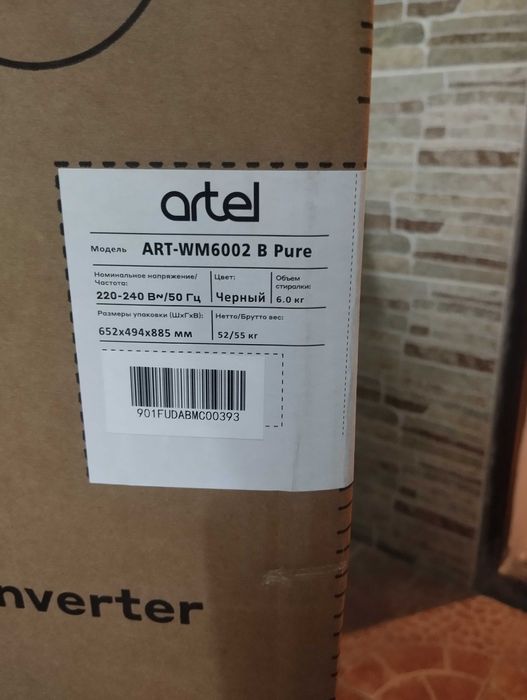 artel
Модель ART-WM6002 B Pure
Номинальное напряжение/ Цвет: Объем
Частота: стиралки:
220-240 В~/50 Гц Черный 6.0 кг
Размеры упаковки (ШхГхВ): Нетто/Брутто вес:
652x494x885 мм 52/55 кг
901FUDABMC00393
nverter